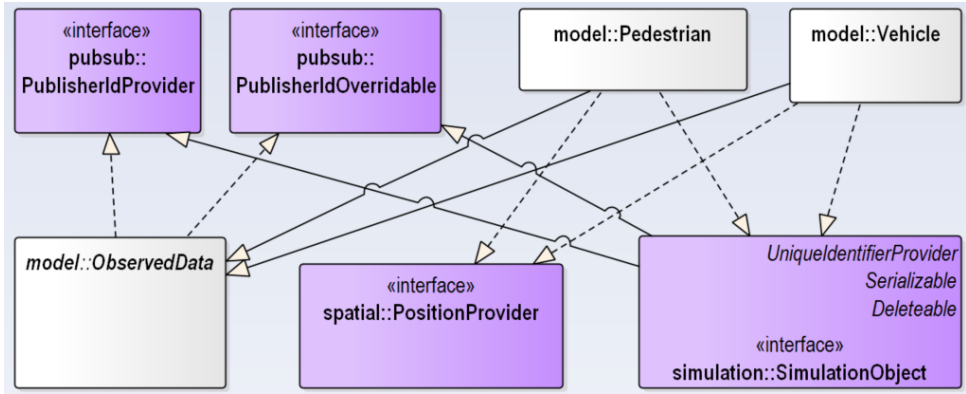 «interface»
pubsub::
PublisherIdProvider
«interface»
pubsub::
PublisherIdOverridable
model::Pedestrian
model::Vehicle
model::ObservedData
«interface»
spatial::PositionProvider
UniqueIdentifierProvider
Serializable
Deleteable
«interface»
simulation::SimulationObject